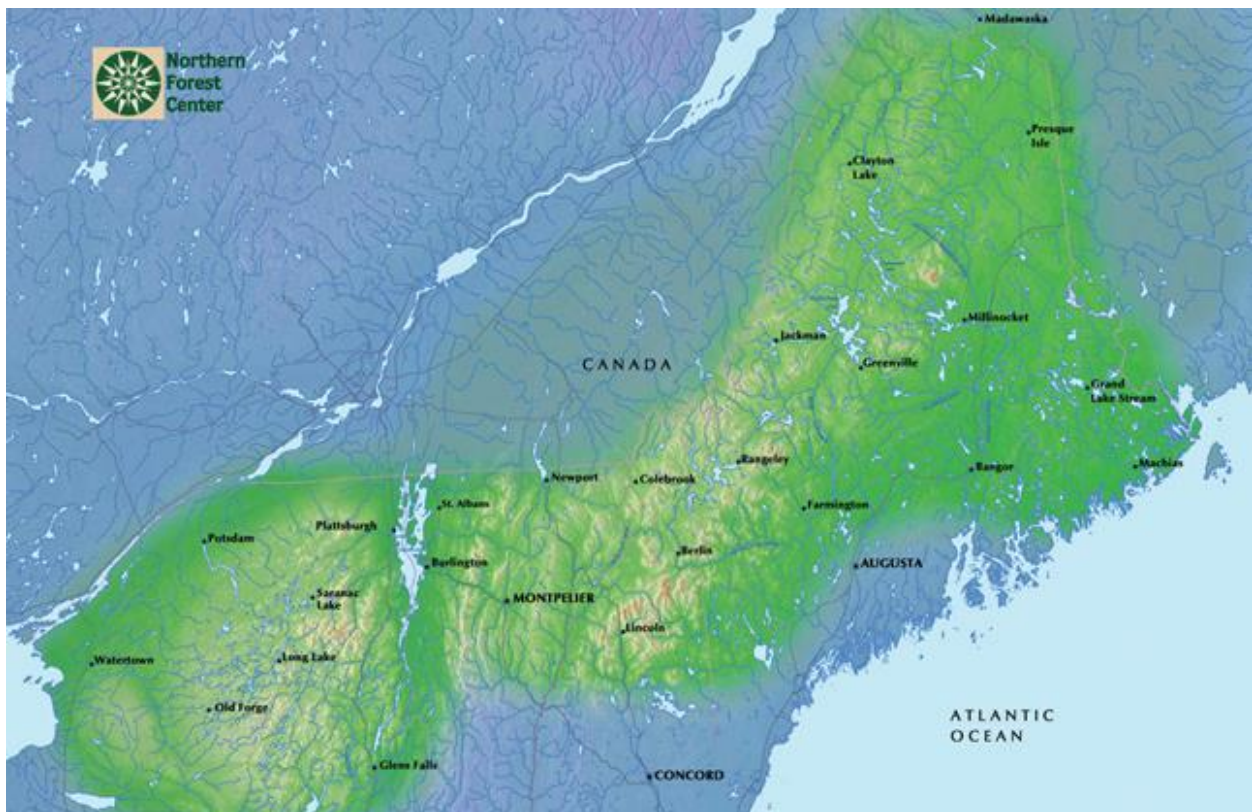 Madawaska
Northern
Forest
Center
Presque
Isle
Clayton
Lake
Millinocket
Jackman
CANADA
Greenville
Grand
Lake Stream
Rangeley
Bangor
Machias
Newport
Colebrook
St. Albans
Farmington
Plattsburgh
Potsdam
Berlin
Burlington
AUGUSTA
Saranac
Lake
MONTPELIER
Lincoln
Watertown
Long Lake
Old Forge
ATLANTIC
OCEAN
Glens Falls
CONCORD